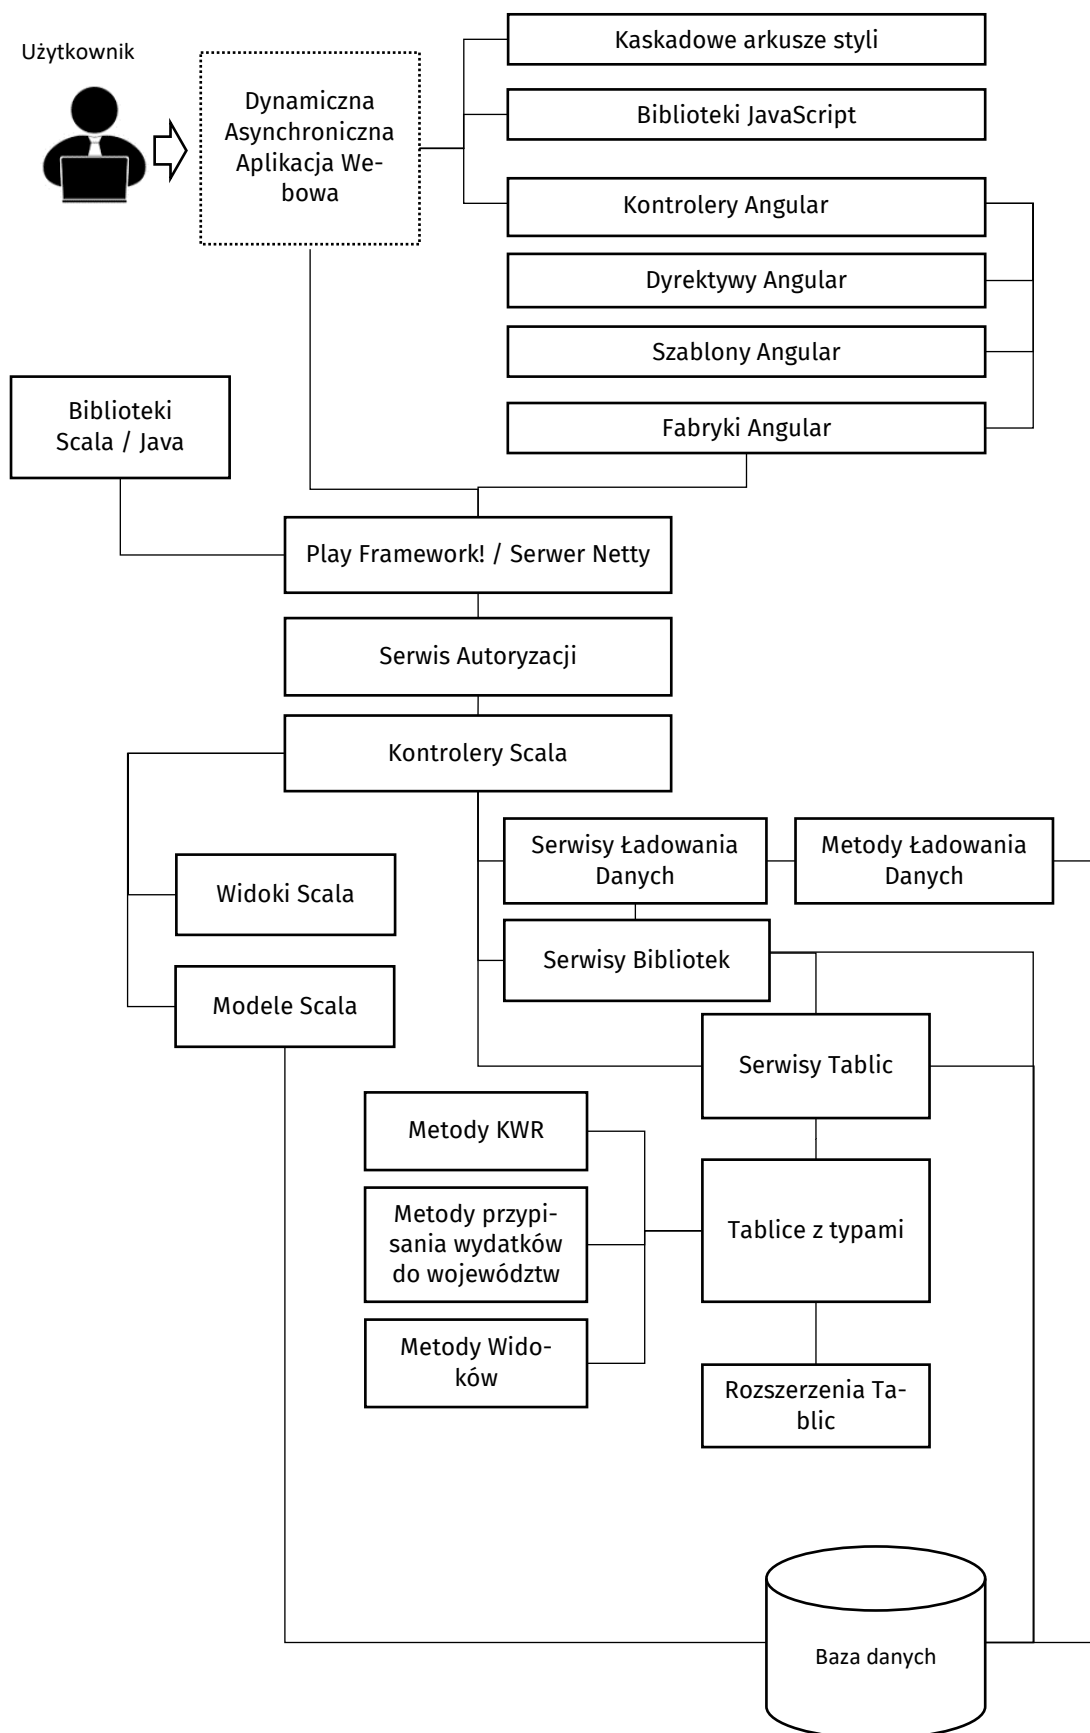 Użytkownik
Kaskadowe arkusze styli
Dynamiczna
Asynchroniczna
Aplikacja We-
bowa
Biblioteki JavaScript
Kontrolery Angular
Dyrektywy Angular
Szablony Angular
Fabryki Angular
Biblioteki
Scala / Java
Play Framework! / Serwer Netty
Serwis Autoryzacji
Kontrolery Scala
Serwisy Ładowania
Danych
Metody Ładowania
Danych
Widoki Scala
Serwisy Bibliotek
Modele Scala
Serwisy Tablic
Metody KWR
Metody przypi-
sania wydatków
do województw
Tablice z typami
Metody Wido-
ków
Rozszerzenia Ta-
blic
Baza danych